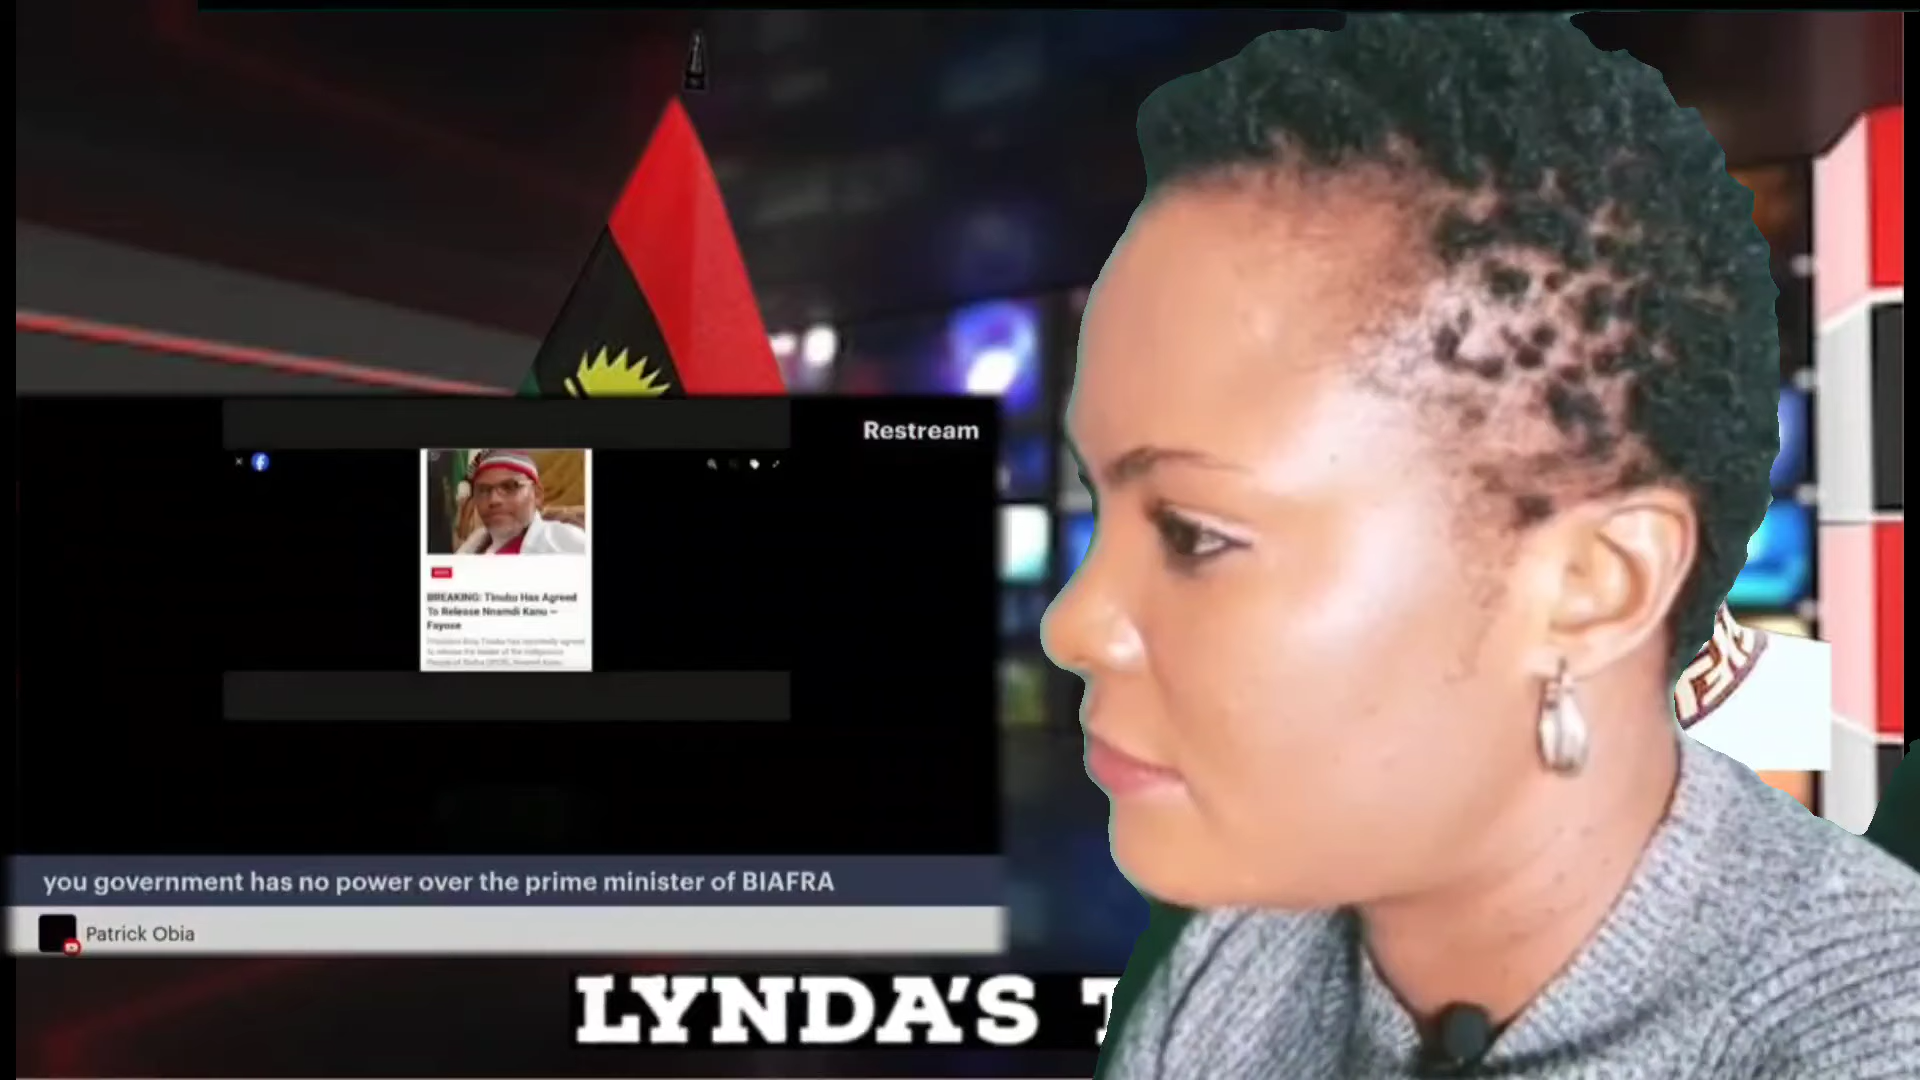 Restream
BREAKING: Tinubu Has Agreed
To Release Nnamdi Kanu –
Fayose
you government has no power over the prime minister of BIAFRA
Patrick Obia
LYNDA'S T